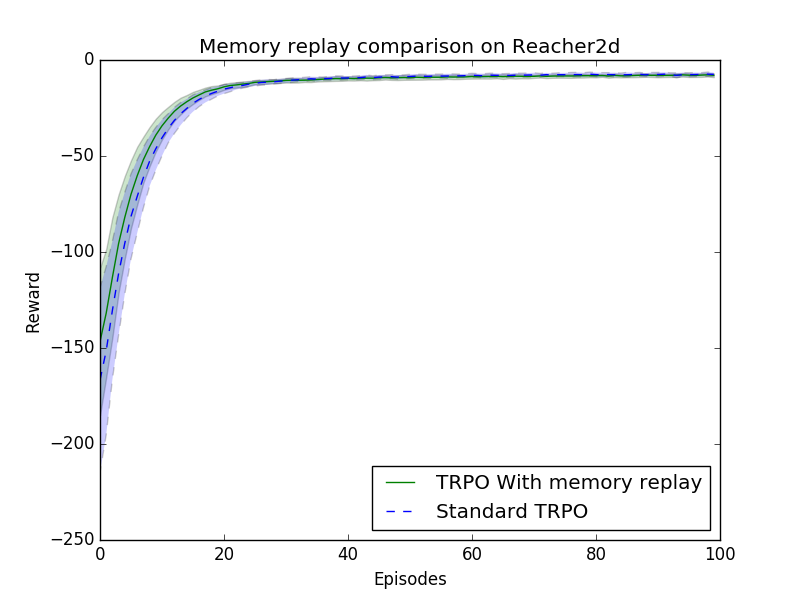 Memory replay comparison on Reacher2d
0
−50
−100
−150
−200
−250
Reward
TRPO With memory replay
Standard TRPO
0 20 40 60 80 100
Episodes